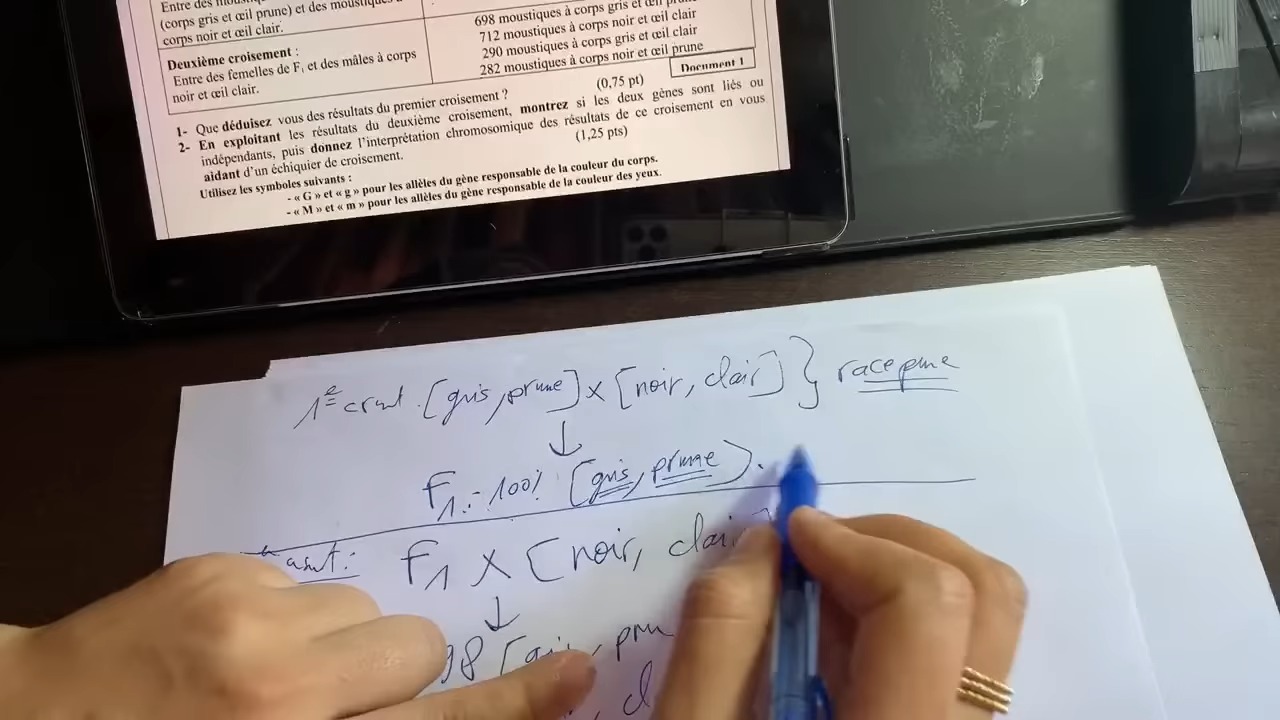 Entre des moustiques
(corps gris et œil prune) et des moustiques à
corps noir et œil clair.
698 moustiques à corps gris et œil prune
712 moustiques à corps noir et œil clair
290 moustiques à corps gris et œil clair
282 moustiques à corps noir et œil prune
Deuxième croisement :
Entre des femelles de F1 et des mâles à corps
noir et œil clair.
Document 1
1- Que déduisez vous des résultats du premier croisement ? (0,75 pt)
2- En exploitant les résultats du deuxième croisement, montrez si les deux gènes sont liés ou
indépendants, puis donnez l'interprétation chromosomique des résultats de ce croisement en vous
aidant d'un échiquier de croisement. (1,25 pts)
Utilisez les symboles suivants :
- « G » et « g » pour les allèles du gène responsable de la couleur du corps.
- « M » et « m » pour les allèles du gène responsable de la couleur des yeux.
1e crmt. [gris, prune] x [noir, clair] } race pure
↓
F1 :- 100% [gris, prune].
F1 X [noir, clair]
↓
98 [gris, pru